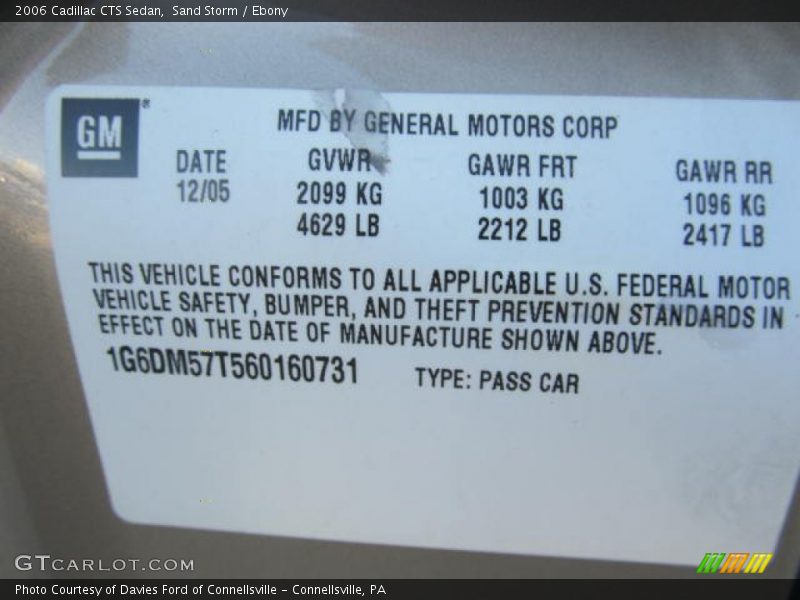 2006 Cadillac CTS Sedan,  Sand Storm / Ebony
GM®
MFD BY GENERAL MOTORS CORP
DATE GVWR GAWR FRT GAWR RR
12/05 2099 KG 1003 KG 1096 KG
4629 LB 2212 LB 2417 LB
THIS VEHICLE CONFORMS TO ALL APPLICABLE U.S. FEDERAL MOTOR
VEHICLE SAFETY, BUMPER, AND THEFT PREVENTION STANDARDS IN
EFFECT ON THE DATE OF MANUFACTURE SHOWN ABOVE.
1G6DM57T560160731 TYPE: PASS CAR
GTCARLOT.COM
Photo Courtesy of Davies Ford of Connellsville - Connellsville, PA